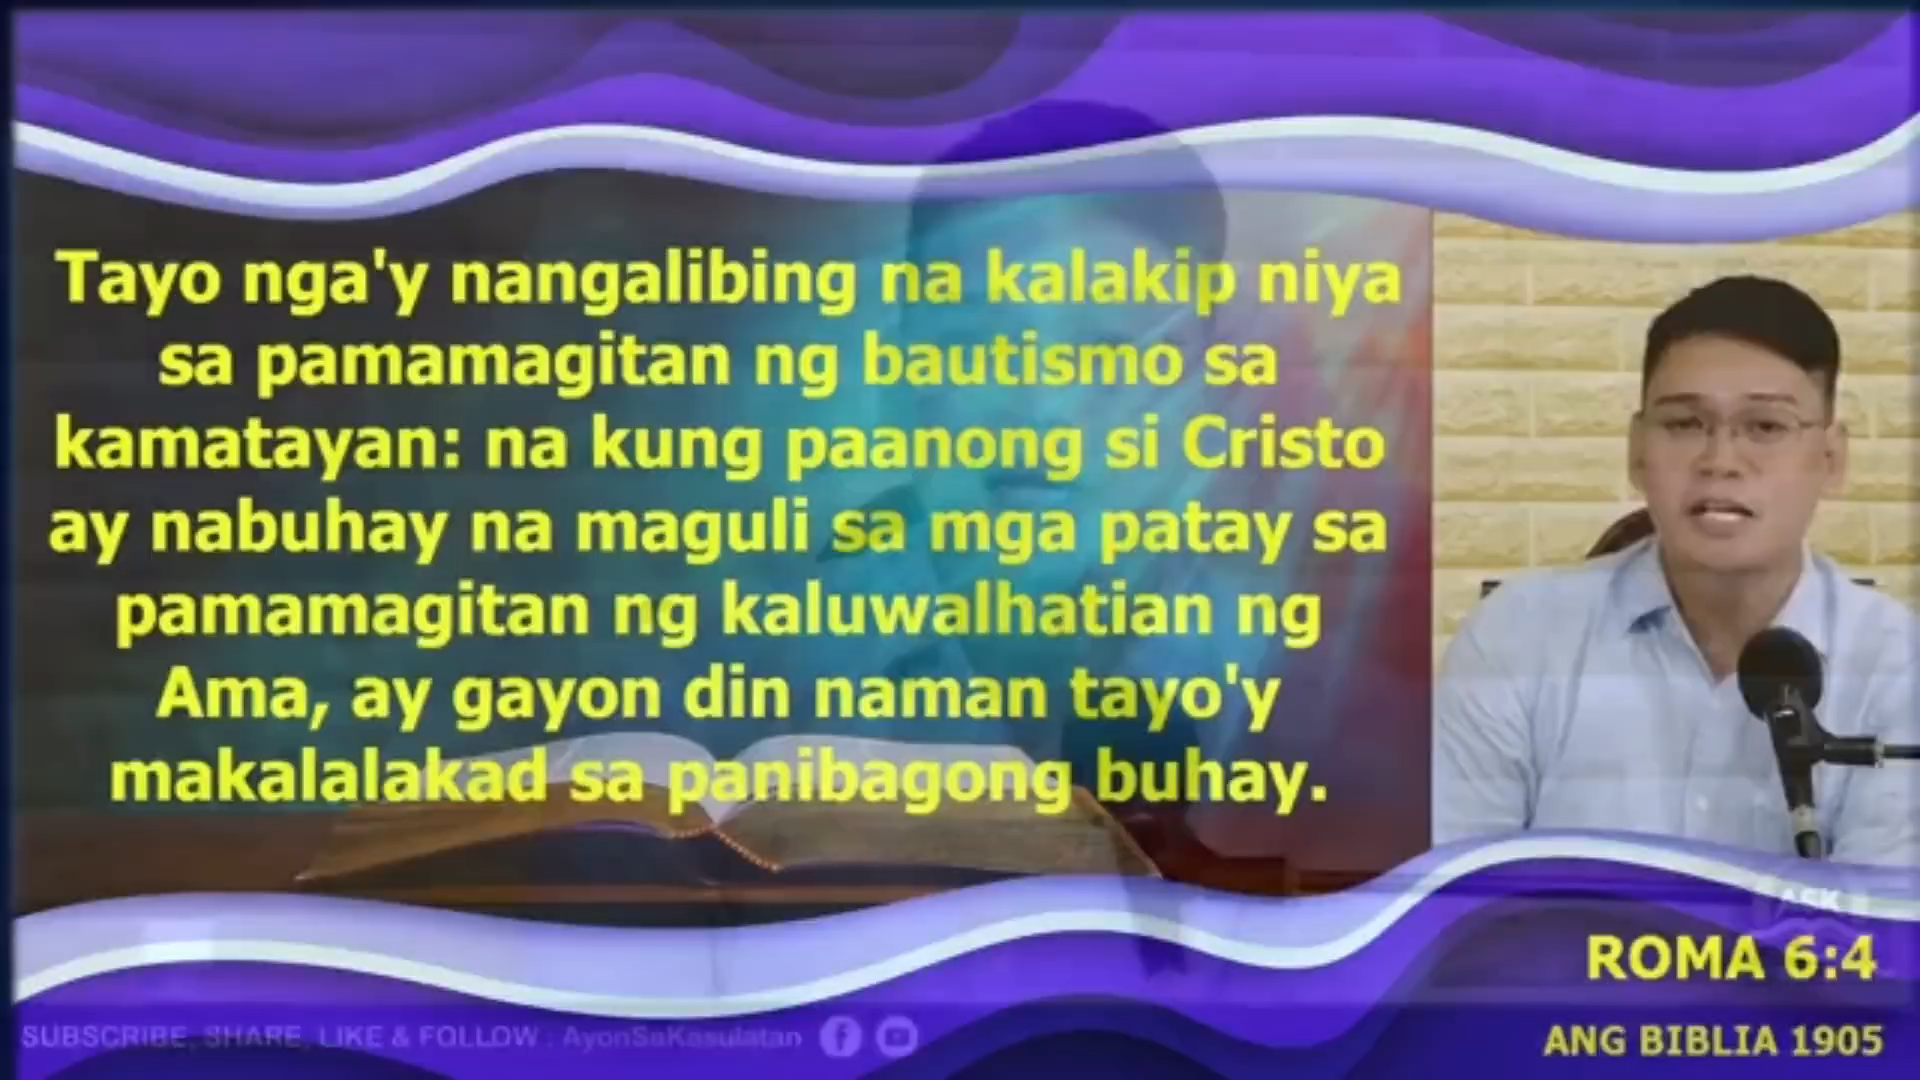 Tayo nga'y nangalibing na kalakip niya
sa pamamagitan ng bautismo sa
kamatayan: na kung paanong si Cristo
ay nabuhay na maguli sa mga patay sa
pamamagitan ng kaluwalhatian ng
Ama, ay gayon din naman tayo'y
makalalakad sa panibagong buhay.
ASK
ROMA 6:4
SUBSCRIBE, SHARE, LIKE & FOLLOW : AyonSaKasulatan
ANG BIBLIA 1905